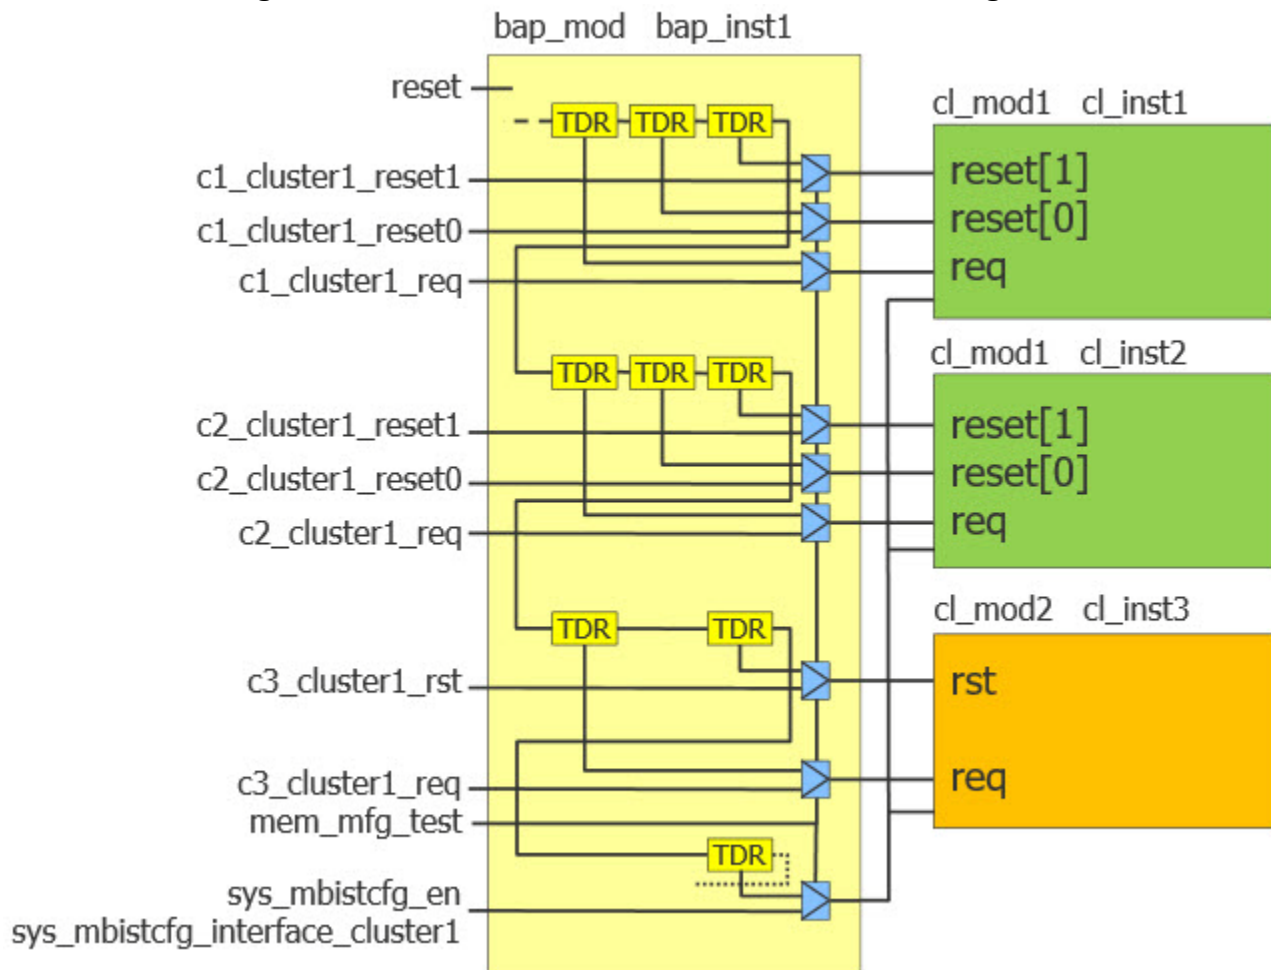 bap_mod bap_inst1
reset
cl_mod1 cl_inst1
TDR TDR TDR
c1_cluster1_reset1
reset[1]
c1_cluster1_reset0
reset[0]
c1_cluster1_req
req
cl_mod1 cl_inst2
TDR TDR TDR
c2_cluster1_reset1
reset[1]
c2_cluster1_reset0
reset[0]
c2_cluster1_req
req
cl_mod2 cl_inst3
TDR TDR
c3_cluster1_rst
rst
c3_cluster1_req
req
mem_mfg_test
TDR
sys_mbistcfg_en
sys_mbistcfg_interface_cluster1